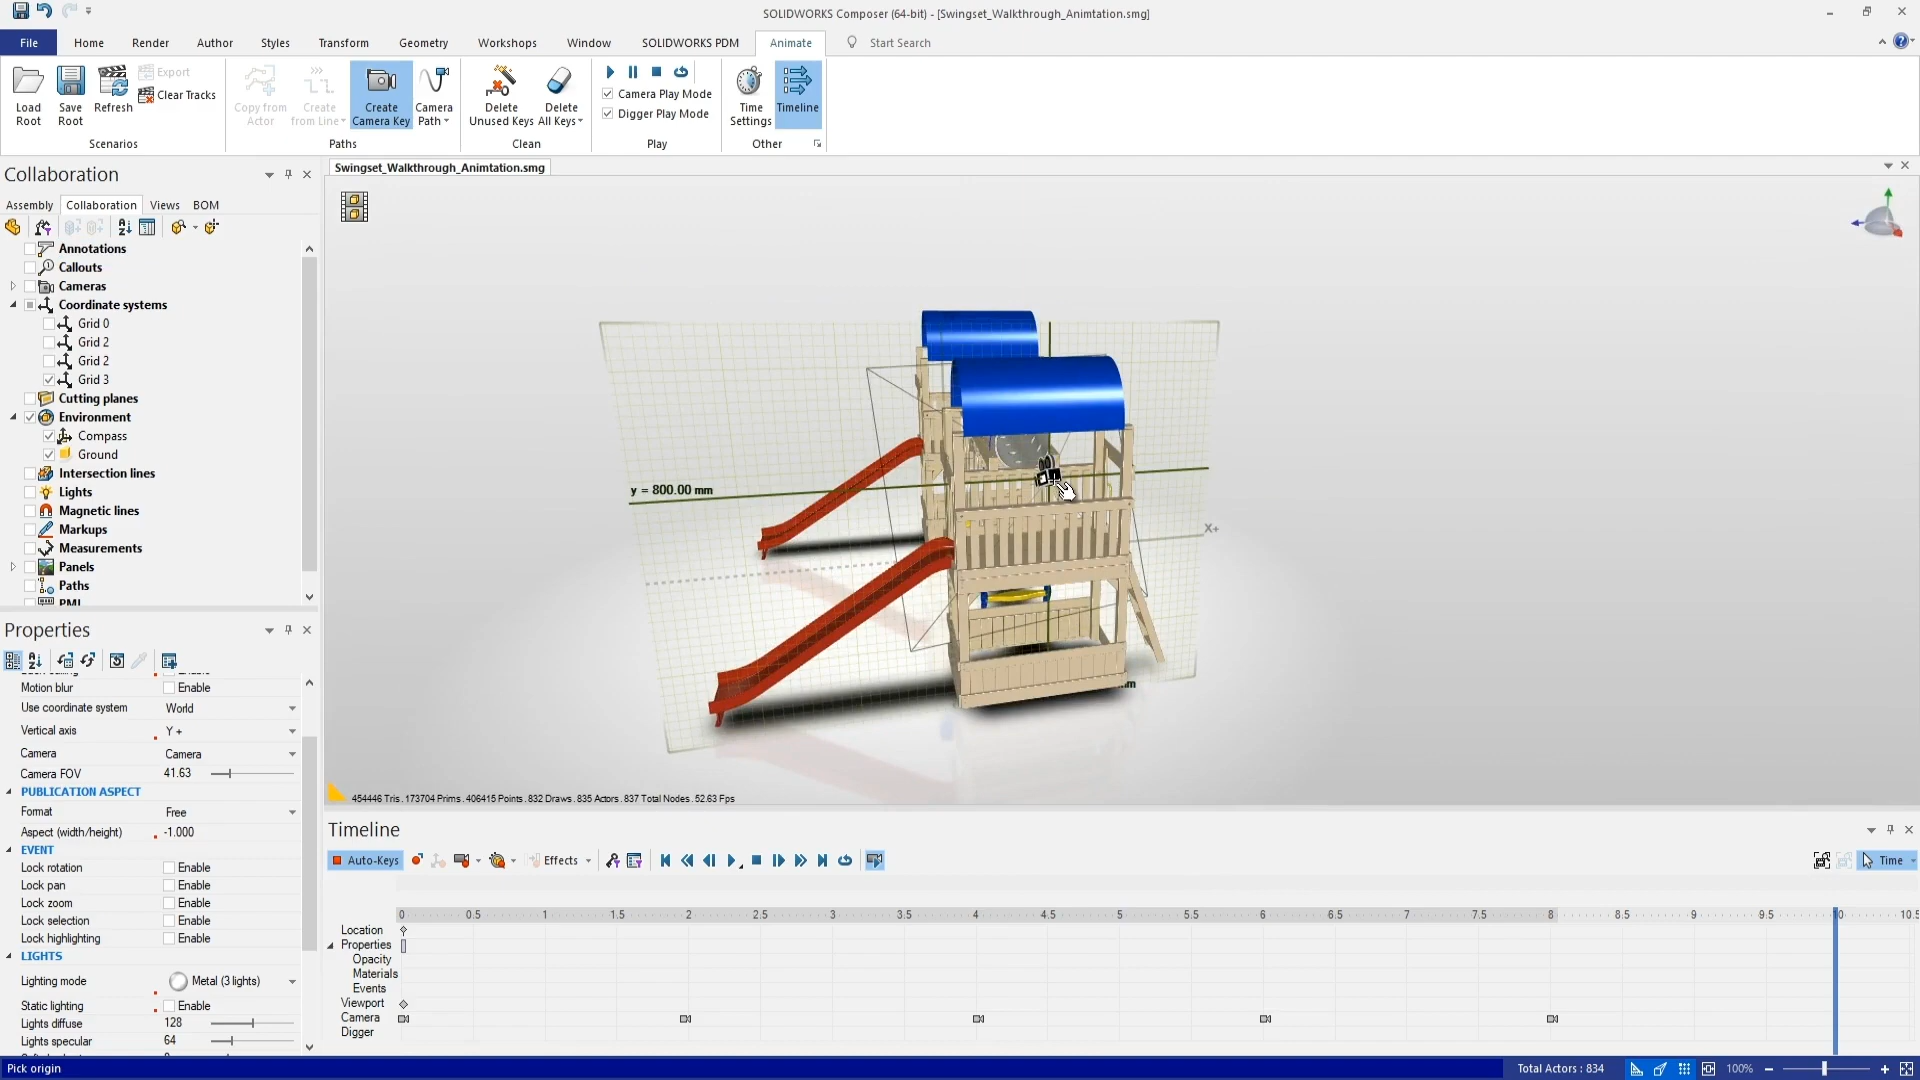 SOLIDWORKS Composer (64-bit) - [Swingset_Walkthrough_Animtation.smg]
File Home Render Author Styles Transform Geometry Workshops Window SOLIDWORKS PDM Animate Start Search
Load Root
Save Root
Refresh
Export
Clear Tracks
Scenarios
Copy from Actor
Create from Line
Create Camera Key
Camera Path
Paths
Delete Unused Keys
Delete All Keys
Clean
Camera Play Mode
Digger Play Mode
Play
Time Settings
Timeline
Other
Collaboration
Assembly Collaboration Views BOM
Annotations
Callouts
Cameras
Coordinate systems
Grid 0
Grid 2
Grid 2
Grid 3
Cutting planes
Environment
Compass
Ground
Intersection lines
Lights
Magnetic lines
Markups
Measurements
Panels
Paths
PMI
Properties
Motion blur Enable
Use coordinate system World
Vertical axis Y +
Camera Camera
Camera FOV 41.63
PUBLICATION ASPECT
Format Free
Aspect (width/height) -1.000
EVENT
Lock rotation Enable
Lock pan Enable
Lock zoom Enable
Lock selection Enable
Lock highlighting Enable
LIGHTS
Lighting mode Metal (3 lights)
Static lighting Enable
Lights diffuse 128
Lights specular 64
Swingset_Walkthrough_Animtation.smg
y = 800.00 mm
X+
454446 Tris . 173704 Prims . 406415 Points . 832 Draws . 835 Actors . 837 Total Nodes . 52.63 Fps
Timeline
Auto-Keys Effects Time
0 0.5 1 1.5 2 2.5 3 3.5 4 4.5 5 5.5 6 6.5 7 7.5 8 8.5 9 9.5 10 10.5
Location
Properties
Opacity
Materials
Events
Viewport
Camera
Digger
Pick origin
Total Actors : 834
100%